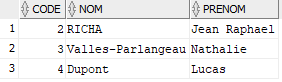 CODE NOM PRENOM
1 2 RICHA Jean Raphael
2 3 Valles-Parlangeau Nathalie
3 4 Dupont Lucas